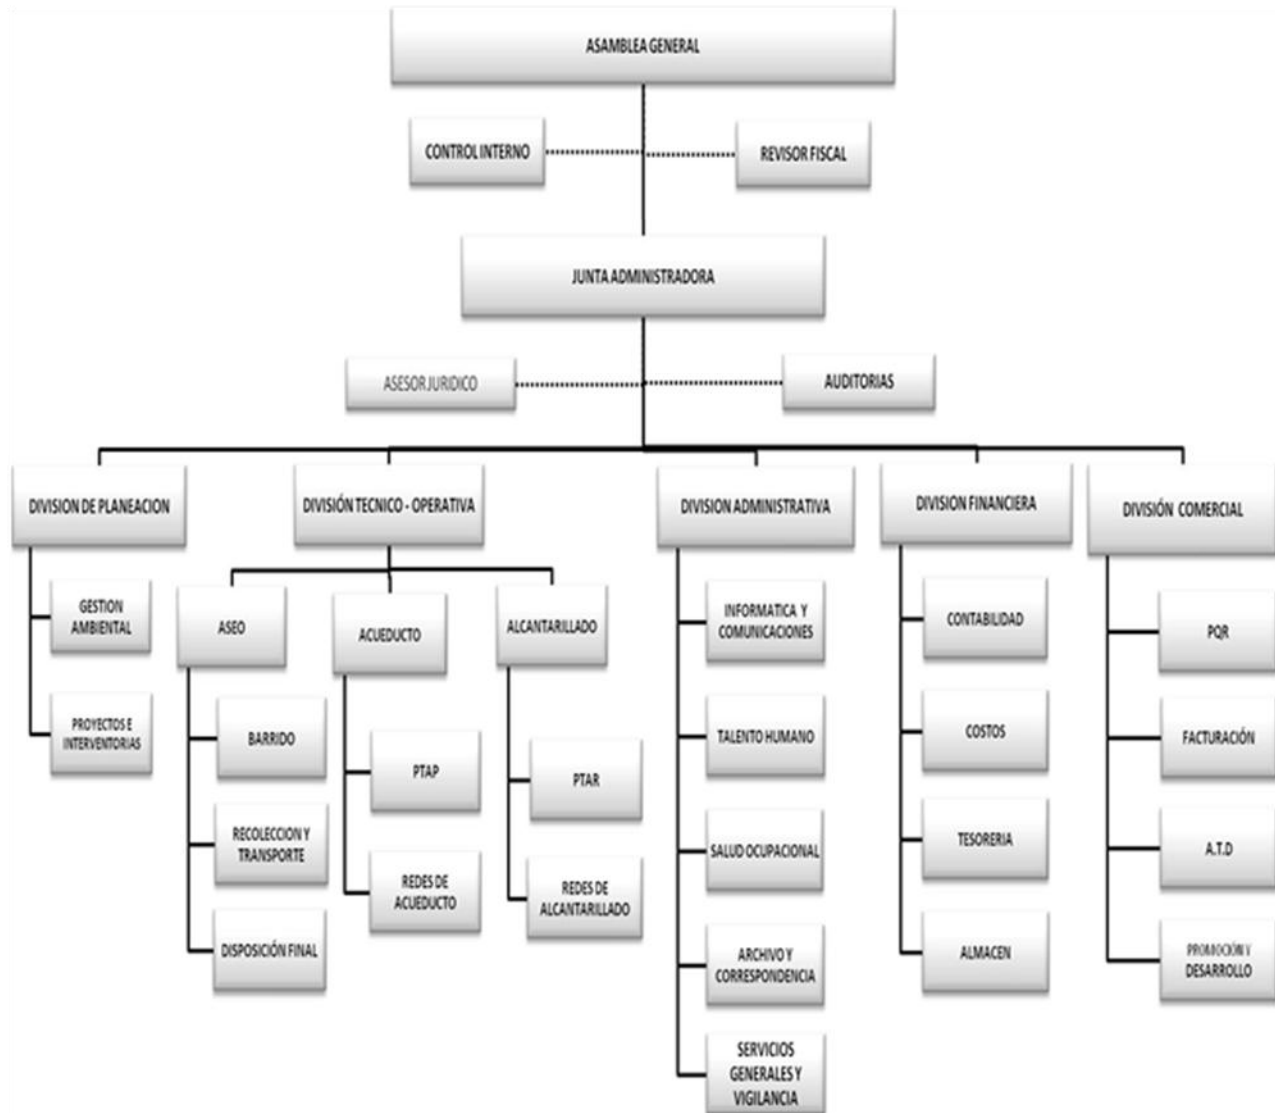 ASAMBLEA GENERAL
CONTROL INTERNO
REVISOR FISCAL
JUNTA ADMINISTRADORA
ASESOR JURIDICO
AUDITORIAS
DIVISION DE PLANEACION
DIVISIÓN TECNICO - OPERATIVA
DIVISION ADMINISTRATIVA
DIVISION FINANCIERA
DIVISIÓN COMERCIAL
GESTION
AMBIENTAL
PROYECTOS E
INTERVENTORIAS
ASEO
ACUEDUCTO
ALCANTARILLADO
BARRIDO
RECOLECCION Y
TRANSPORTE
DISPOSICIÓN FINAL
PTAP
REDES DE
ACUEDUCTO
PTAR
REDES DE
ALCANTARILLADO
INFORMATICA Y
COMUNICACIONES
TALENTO HUMANO
SALUD OCUPACIONAL
ARCHIVO Y
CORRESPONDENCIA
SERVICIOS
GENERALES Y
VIGILANCIA
CONTABILIDAD
COSTOS
TESORERIA
ALMACEN
PQR
FACTURACIÓN
A.T.D
PROMOCIÓN Y
DESARROLLO